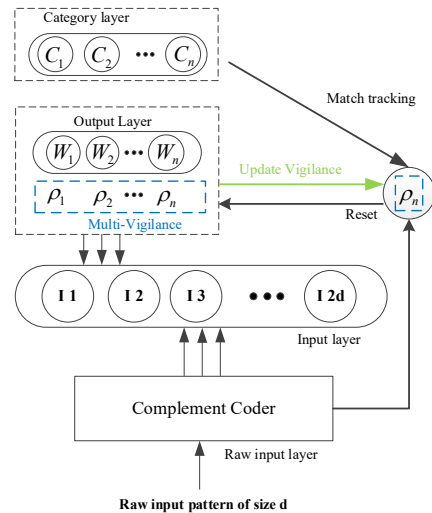 Category layer
C1 C2 ••• Cn
Match tracking
Output Layer
W1 W2 ••• Wn
Update Vigilance
ρ1 ρ2 ••• ρn
ρn
Multi-Vigilance
Reset
I 1 I 2 I 3 ••• I 2d
Input layer
Complement Coder
Raw input layer
Raw input pattern of size d